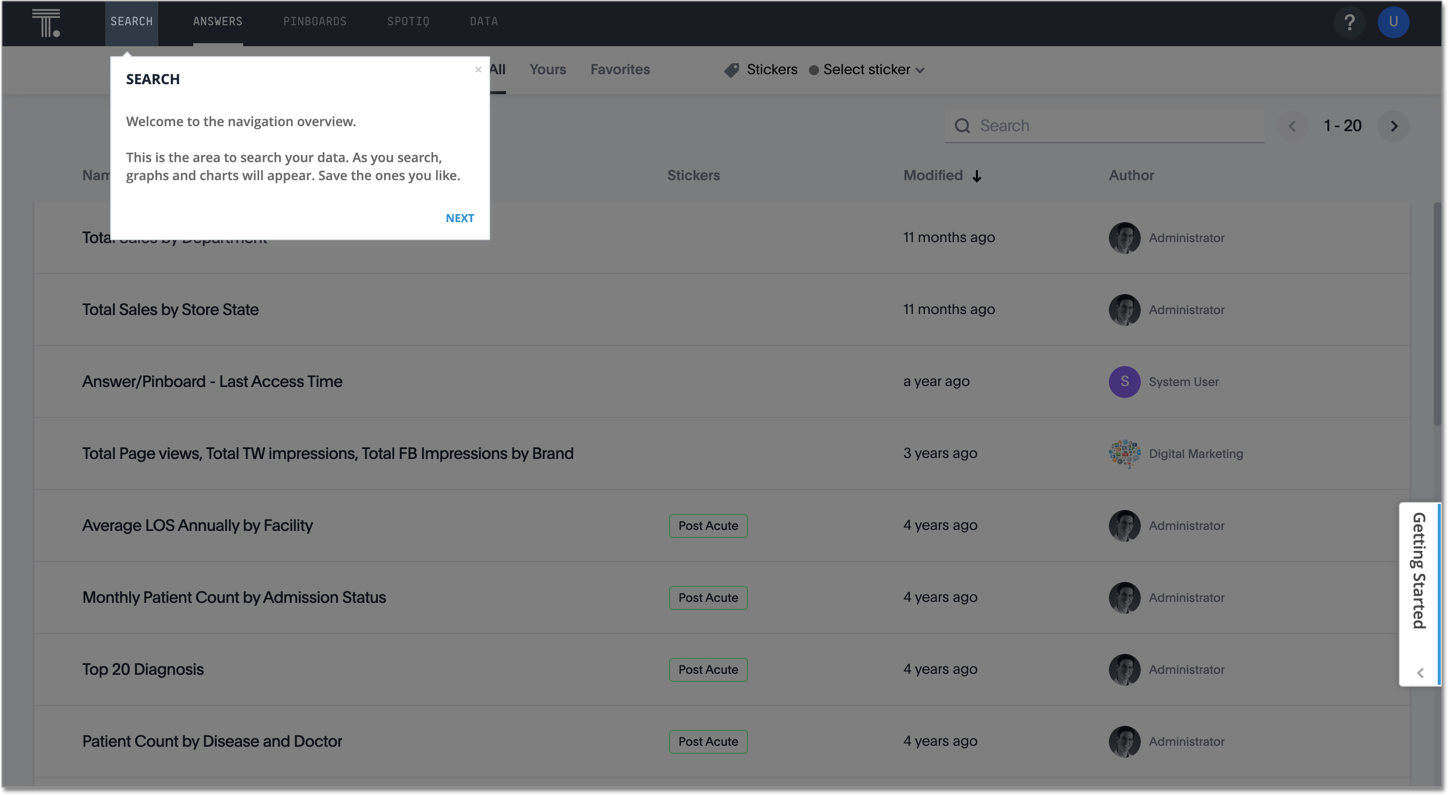 T.
SEARCH ANSWERS PINBOARDS SPOTIQ DATA ? U
All Yours Favorites Stickers Select sticker
SEARCH ×
Welcome to the navigation overview.
This is the area to search your data. As you search,
graphs and charts will appear. Save the ones you like.
NEXT
Search 1 - 20
Stickers Modified Author
Total Sales by Department 11 months ago Administrator
Total Sales by Store State 11 months ago Administrator
Answer/Pinboard - Last Access Time a year ago S System User
Total Page views, Total TW impressions, Total FB Impressions by Brand 3 years ago Digital Marketing
Average LOS Annually by Facility Post Acute 4 years ago Administrator
Monthly Patient Count by Admission Status Post Acute 4 years ago Administrator
Top 20 Diagnosis Post Acute 4 years ago Administrator
Patient Count by Disease and Doctor Post Acute 4 years ago Administrator
Getting Started